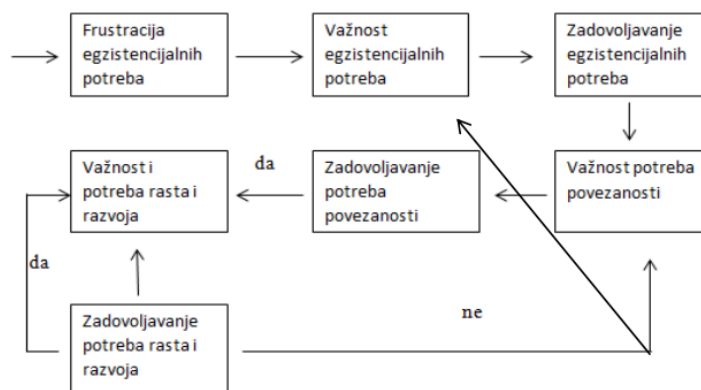 Frustracija
egzistencijalnih
potreba
Važnost
egzistencijalnih
potreba
Zadovoljavanje
egzistencijalnih
potreba
Važnost i
potreba rasta i
razvoja
da
Zadovoljavanje
potreba
povezanosti
Važnost potreba
povezanosti
da
Zadovoljavanje
potreba rasta i
razvoja
ne